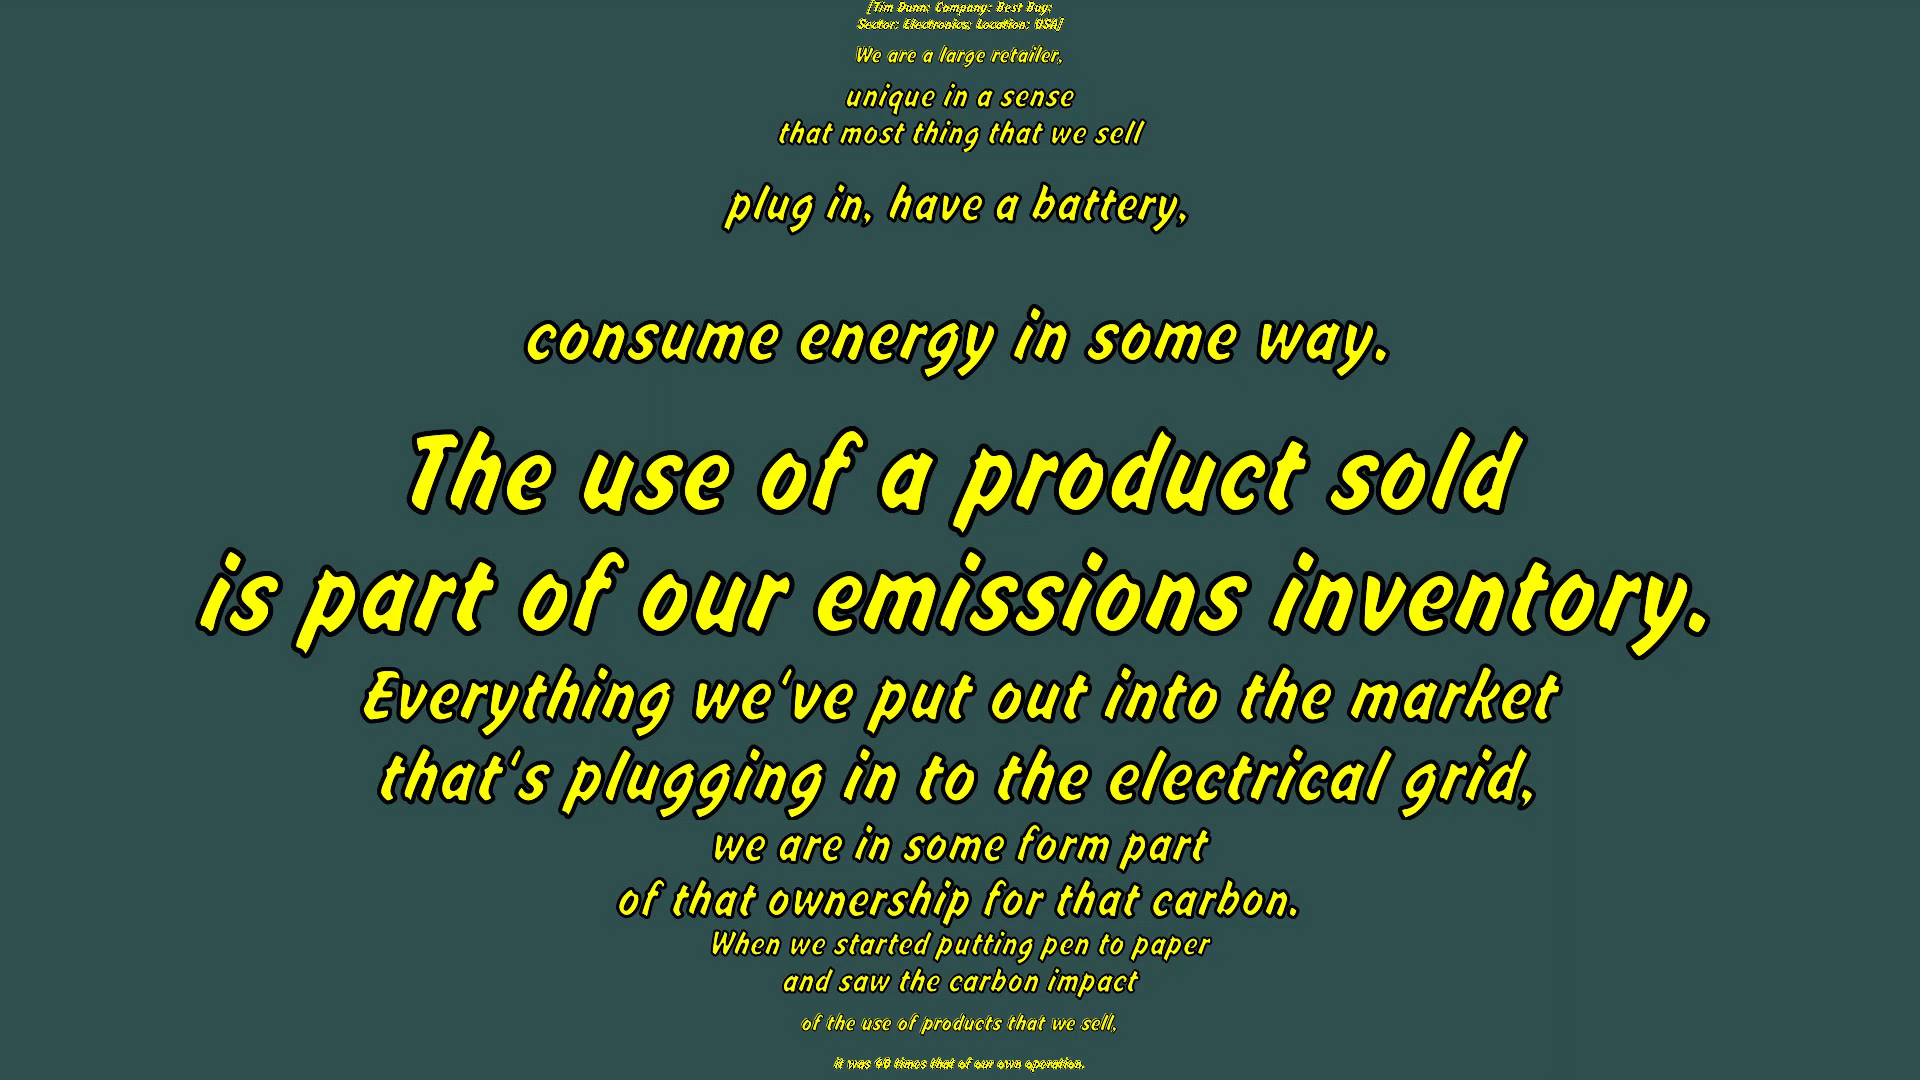 [Tim Dunn; Company: Best Buy;
Sector: Electronics; Location: USA]
We are a large retailer,
unique in a sense
that most thing that we sell
plug in, have a battery,
consume energy in some way.
The use of a product sold
is part of our emissions inventory.
Everything we've put out into the market
that's plugging in to the electrical grid,
we are in some form part
of that ownership for that carbon.
When we started putting pen to paper
and saw the carbon impact
of the use of products that we sell,
it was times that of our own operation.